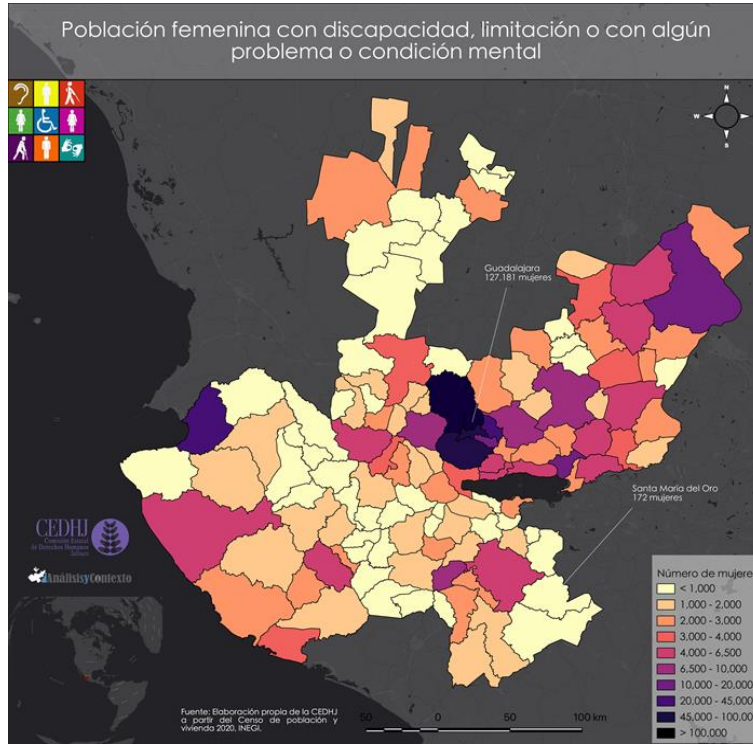 Población femenina con discapacidad, limitación o con algún
problema o condición mental
N
W
E
S
Guadalajara
127,181 mujeres
Santa María del Oro
172 mujeres
CEDHJ
Comisión Estatal
de Derechos Humanos
Jalisco
AnálisisyContexto
Número de mujere
< 1,000
1,000 - 2,000
2,000 - 3,000
3,000 - 4,000
4,000 - 6,500
6,500 - 10,000
10,000 - 20,000
20,000 - 45,000
45,000 - 100,00
> 100,000
Fuente: Elaboración propia de la CEDHJ
a partir del Censo de población y
vivienda 2020, INEGI.
50 0 50 100 km